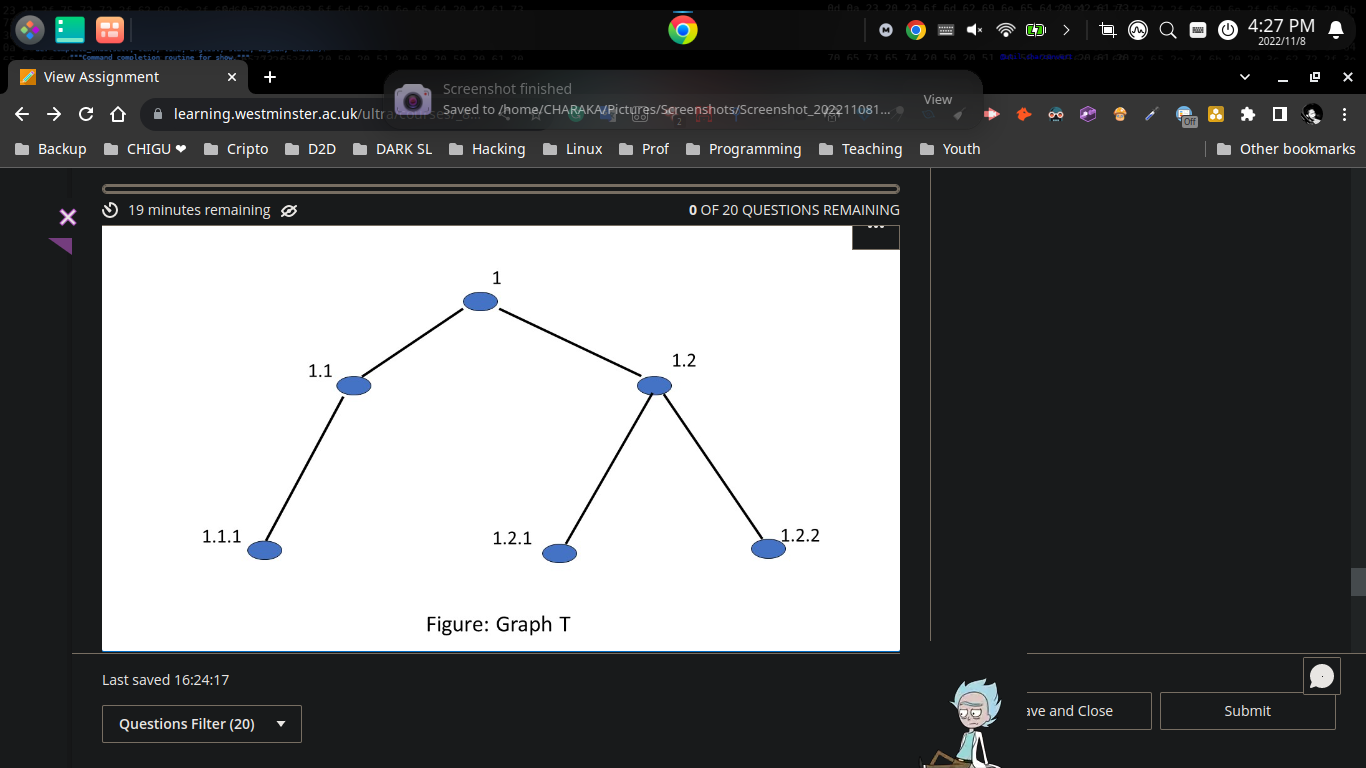 4:27 PM
2022/11/8
View Assignment
Screenshot finished
Saved to /home/CHARAKA/Pictures/Screenshots/Screenshot_202211081...
View
learning.westminster.ac.uk/ultra
Off
Backup
CHIGU ❤
Cripto
D2D
DARK SL
Hacking
Linux
Prof
Programming
Teaching
Youth
Other bookmarks
19 minutes remaining
0 OF 20 QUESTIONS REMAINING
1
1.1
1.2
1.1.1
1.2.1
1.2.2
Figure: Graph T
Last saved 16:24:17
Questions Filter (20)
ave and Close
Submit